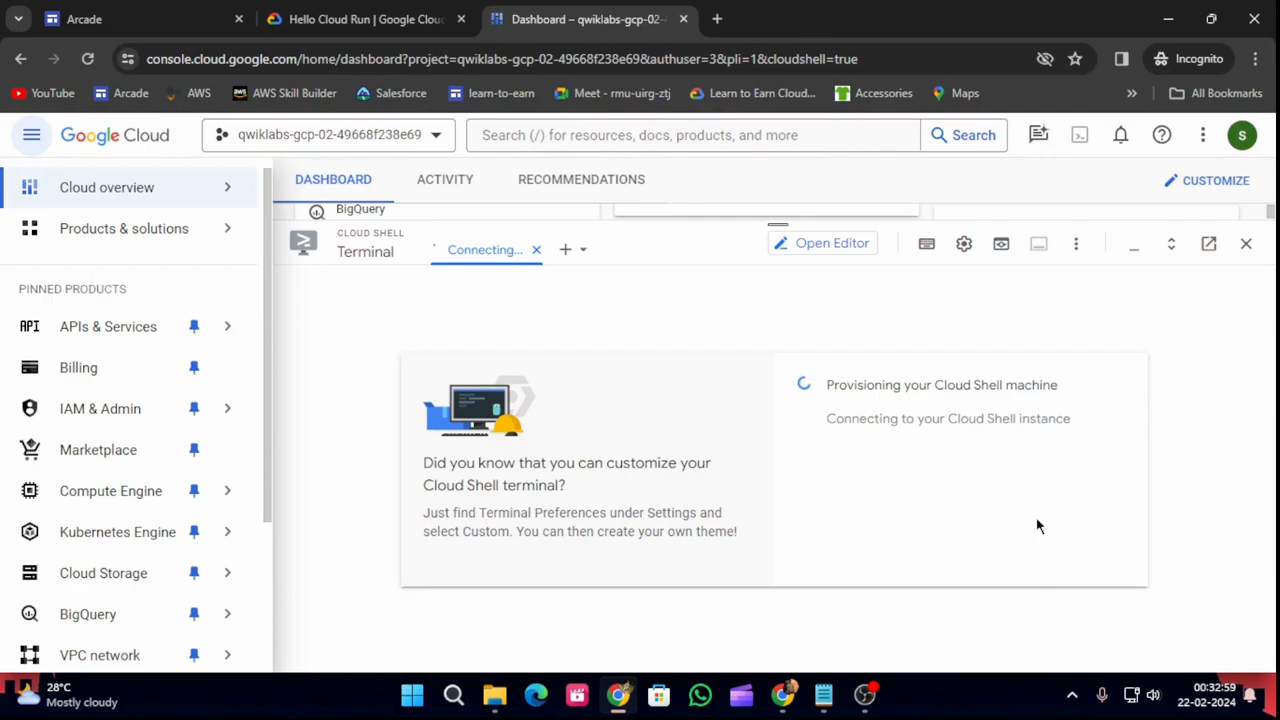 Arcade
Hello Cloud Run | Google Clou
Dashboard – qwiklabs-gcp-02-
console.cloud.google.com/home/dashboard?project=qwiklabs-gcp-02-49668f238e69&authuser=3&pli=1&cloudshell=true
Incognito
YouTube
Arcade
AWS
AWS Skill Builder
Salesforce
learn-to-earn
Meet - rmu-uirg-ztj
Learn to Earn Cloud...
Accessories
Maps
All Bookmarks
Google Cloud
qwiklabs-gcp-02-49668f238e69
Search (/) for resources, docs, products, and more
Search
S
Cloud overview
Products & solutions
PINNED PRODUCTS
API APIs & Services
Billing
IAM & Admin
Marketplace
Compute Engine
Kubernetes Engine
Cloud Storage
BigQuery
VPC network
DASHBOARD
ACTIVITY
RECOMMENDATIONS
CUSTOMIZE
BigQuery
CLOUD SHELL
Terminal
Connecting...
Open Editor
Did you know that you can customize your
Cloud Shell terminal?
Just find Terminal Preferences under Settings and
select Custom. You can then create your own theme!
Provisioning your Cloud Shell machine
Connecting to your Cloud Shell instance
28°C
Mostly cloudy
00:32:59
22-02-2024